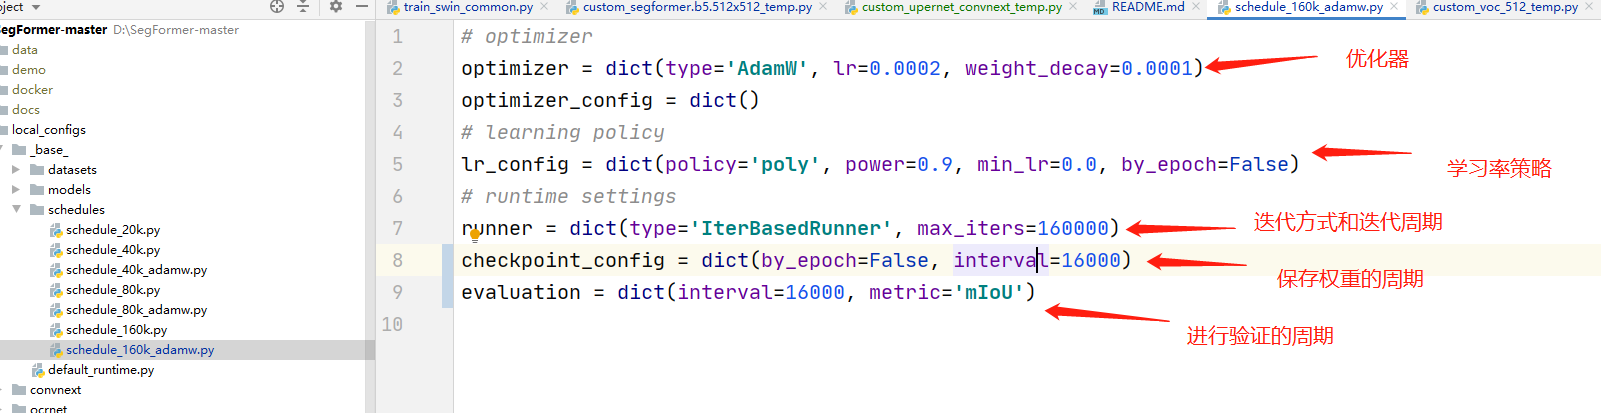 oject
train_swin_common.py
custom_segformer.b5.512x512_temp.py
custom_upernet_convnext_temp.py
README.md
schedule_160k_adamw.py
custom_voc_512_temp.py
SegFormer-master D:\SegFormer-master
data
demo
docker
docs
local_configs
_base_
datasets
models
schedules
schedule_20k.py
schedule_40k.py
schedule_40k_adamw.py
schedule_80k.py
schedule_80k_adamw.py
schedule_160k.py
schedule_160k_adamw.py
default_runtime.py
convnext
ocrnet
1 # optimizer
2 optimizer = dict(type='AdamW', lr=0.0002, weight_decay=0.0001)
优化器
3 optimizer_config = dict()
4 # learning policy
5 lr_config = dict(policy='poly', power=0.9, min_lr=0.0, by_epoch=False)
学习率策略
6 # runtime settings
7 runner = dict(type='IterBasedRunner', max_iters=160000)
迭代方式和迭代周期
8 checkpoint_config = dict(by_epoch=False, interval=16000)
保存权重的周期
9 evaluation = dict(interval=16000, metric='mIoU')
进行验证的周期
10